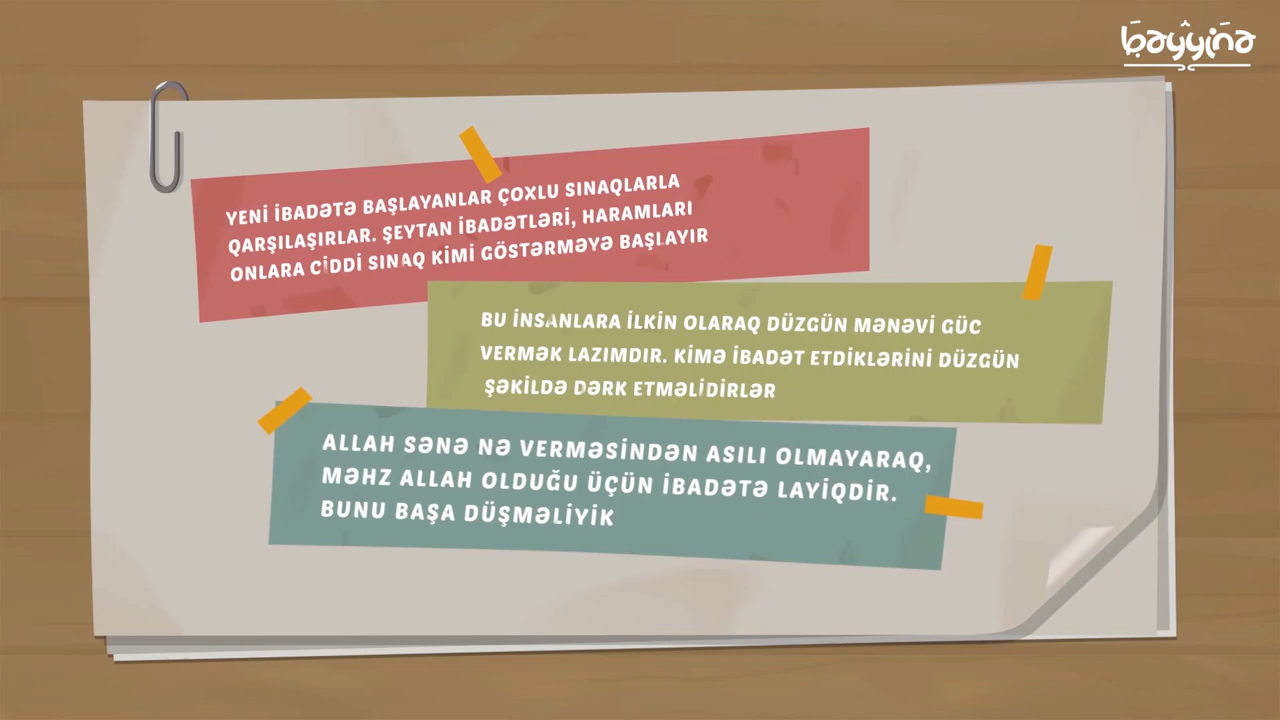 bayyina
YENİ İBADƏTƏ BAŞLAYANLAR ÇOXLU SINAQLARLA
QARŞILAŞIRLAR. ŞEYTAN İBADƏTLƏRİ, HARAMLARI
ONLARA CİDDİ SINAQ KİMİ GÖSTƏRMƏYƏ BAŞLAYIR
BU İNSANLARA İLKİN OLARAQ DÜZGÜN MƏNƏVİ GÜC
VERMƏK LAZIMDIR. KİMƏ İBADƏT ETDİKLƏRİNİ DÜZGÜN
ŞƏKİLDƏ DƏRK ETMƏLİDİRLƏR
ALLAH SƏNƏ NƏ VERMƏSİNDƏN ASILI OLMAYARAQ,
MƏHZ ALLAH OLDUĞU ÜÇÜN İBADƏTƏ LAYİQDİR.
BUNU BAŞA DÜŞMƏLİYİK